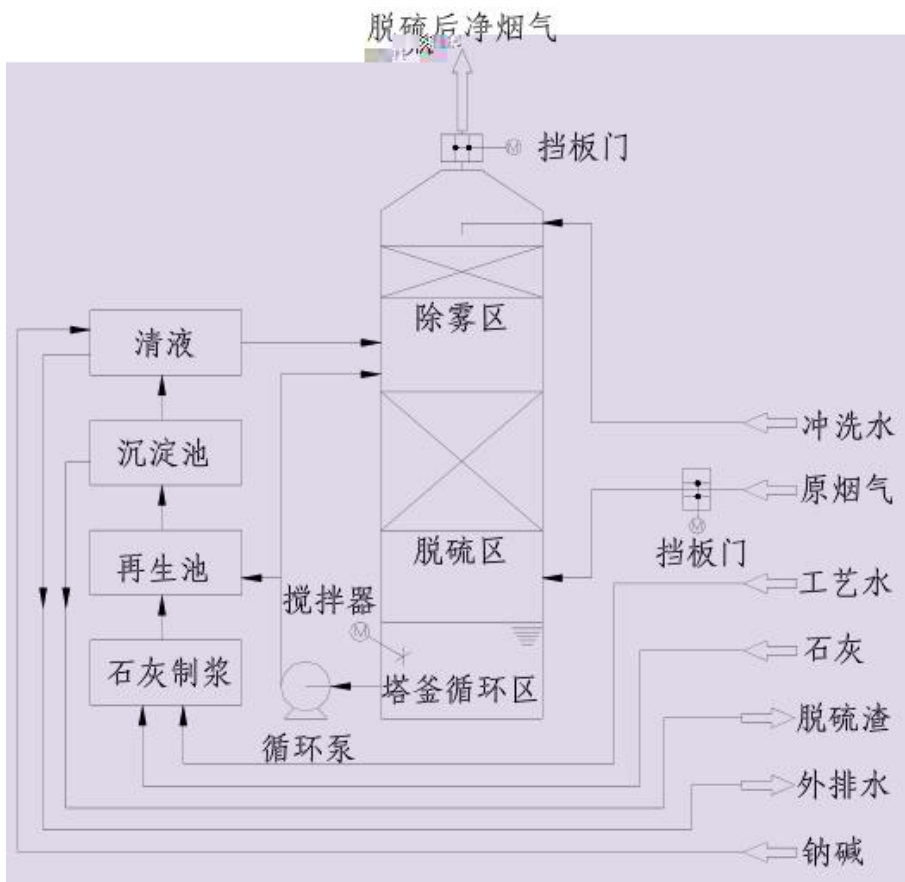 脱硫后净烟气
M
挡板门
除雾区
清液
冲洗水
沉淀池
原烟气
M
脱硫区
挡板门
再生池
工艺水
搅拌器
M
石灰
石灰制浆
塔釜循环区
脱硫渣
循环泵
外排水
钠碱